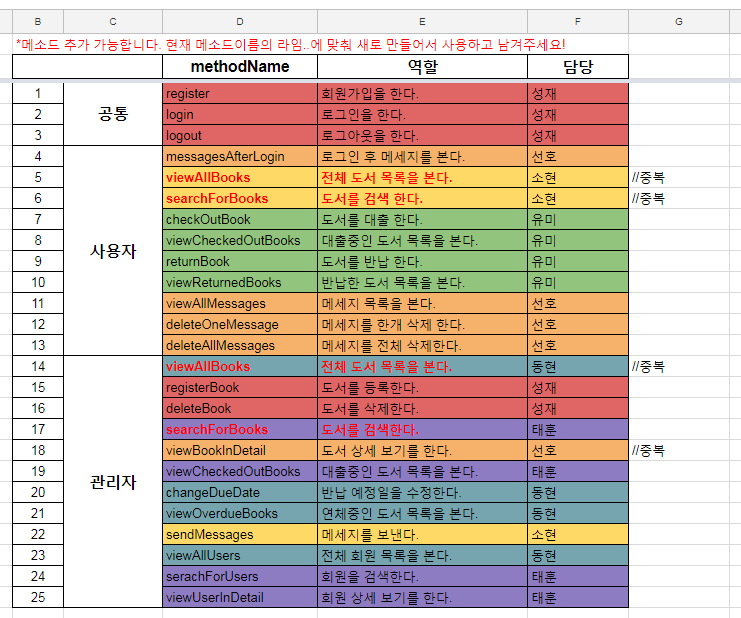 B C D E F G
*메소드 추가 가능합니다. 현재 메소드이름의 라임..에 맞춰 새로 만들어서 사용하고 남겨주세요!
methodName 역할 담당
1 공통 register 회원가입을 한다. 성재
2 login 로그인을 한다. 성재
3 logout 로그아웃을 한다. 성재
4 사용자 messagesAfterLogin 로그인 후 메세지를 본다. 선호
5 viewAllBooks 전체 도서 목록을 본다. 소현 //중복
6 searchForBooks 도서를 검색 한다. 소현 //중복
7 checkOutBook 도서를 대출 한다. 유미
8 viewCheckedOutBooks 대출중인 도서 목록을 본다. 유미
9 returnBook 도서를 반납 한다. 유미
10 viewReturnedBooks 반납한 도서 목록을 본다. 유미
11 viewAllMessages 메세지 목록을 본다. 선호
12 deleteOneMessage 메세지를 한개 삭제 한다. 선호
13 deleteAllMessages 메세지를 전체 삭제한다. 선호
14 관리자 viewAllBooks 전체 도서 목록을 본다. 동현 //중복
15 registerBook 도서를 등록한다. 성재
16 deleteBook 도서를 삭제한다. 성재
17 searchForBooks 도서를 검색한다. 태훈
18 viewBookInDetail 도서 상세 보기를 한다. 선호 //중복
19 viewCheckedOutBooks 대출중인 도서 목록을 본다. 태훈
20 changeDueDate 반납 예정일을 수정한다. 동현
21 viewOverdueBooks 연체중인 도서 목록을 본다. 동현
22 sendMessages 메세지를 보낸다. 소현
23 viewAllUsers 전체 회원 목록을 본다. 동현
24 serachForUsers 회원을 검색한다. 태훈
25 viewUserInDetail 회원 상세 보기를 한다. 태훈